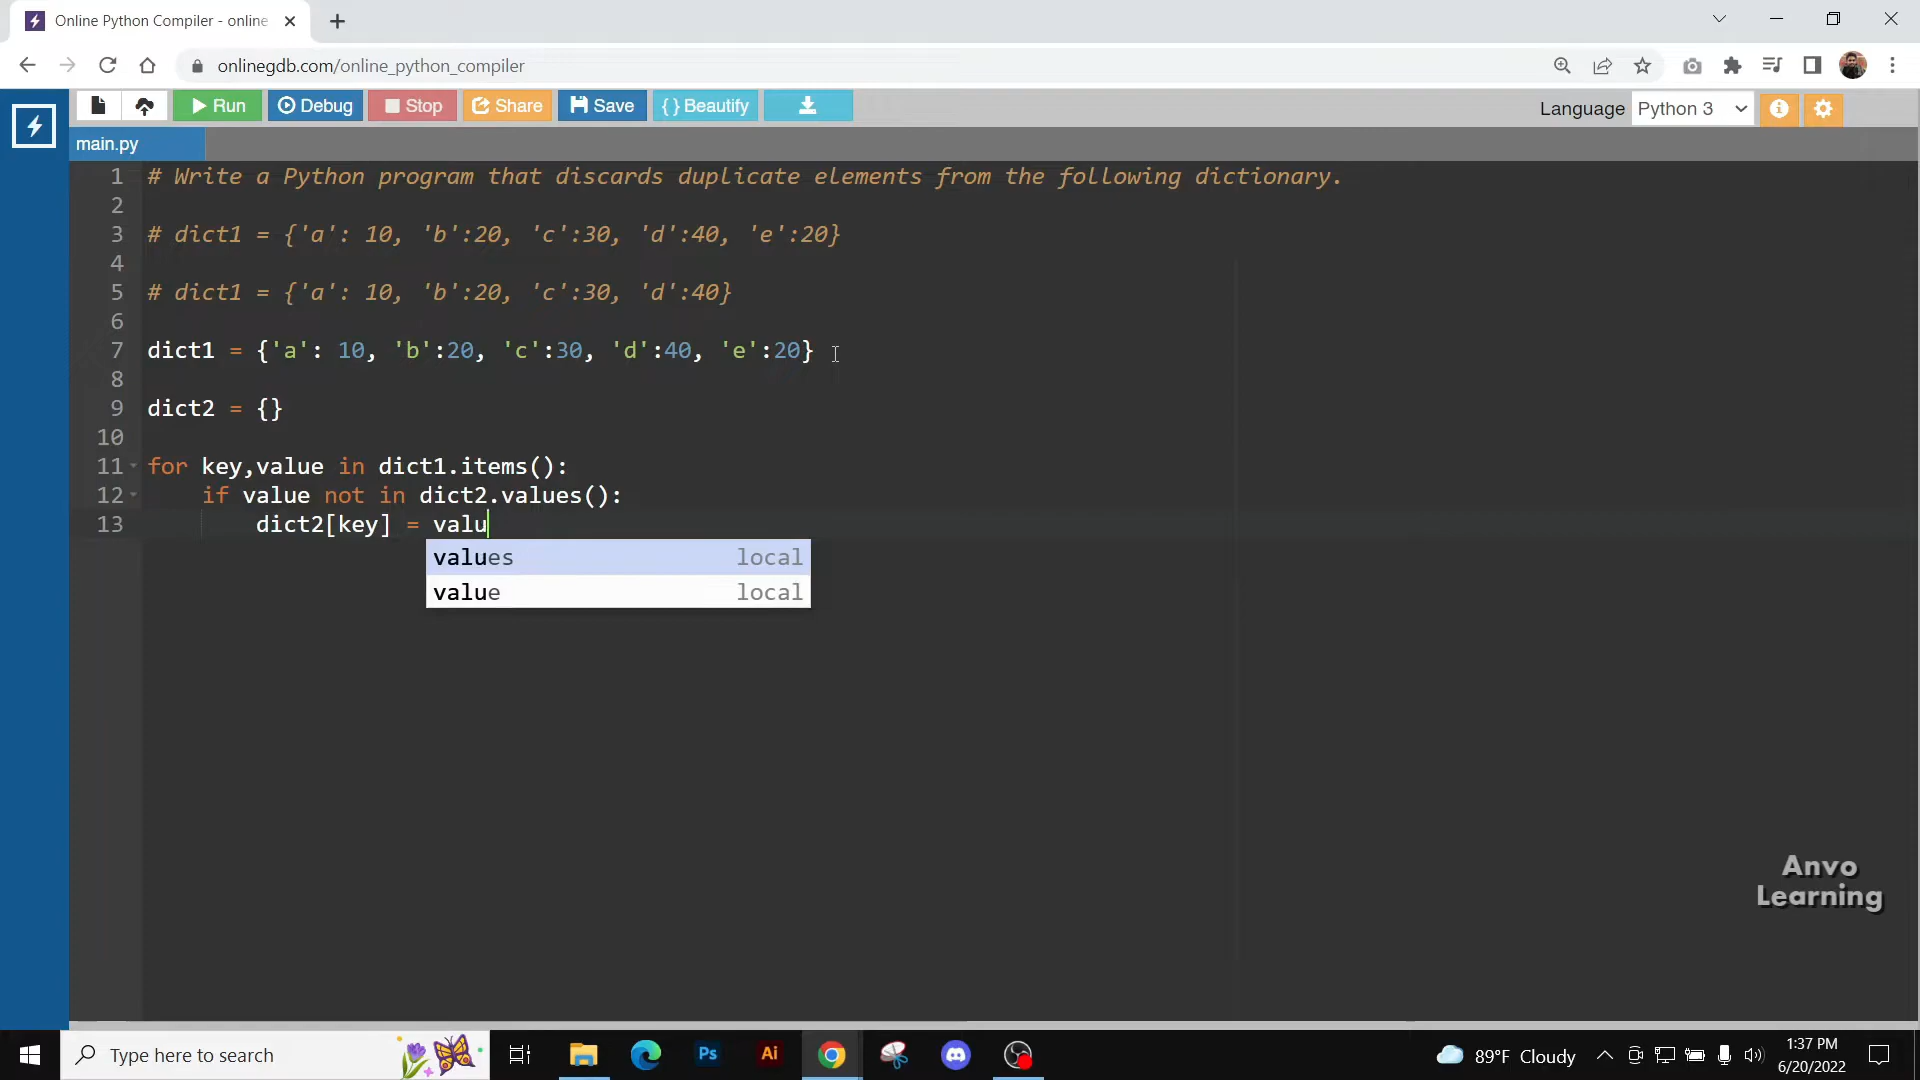 Online Python Compiler - online
onlinegdb.com/online_python_compiler
Run Debug Stop Share Save { } Beautify Language Python 3
main.py
1 # Write a Python program that discards duplicate elements from the following dictionary.
2
3 # dict1 = {'a': 10, 'b':20, 'c':30, 'd':40, 'e':20}
4
5 # dict1 = {'a': 10, 'b':20, 'c':30, 'd':40}
6
7 dict1 = {'a': 10, 'b':20, 'c':30, 'd':40, 'e':20}
8
9 dict2 = {}
10
11 for key,value in dict1.items():
12 if value not in dict2.values():
13 dict2[key] = valu
values local
value local
Anvo
Learning
Type here to search Ps Ai 89°F Cloudy 1:37 PM
6/20/2022